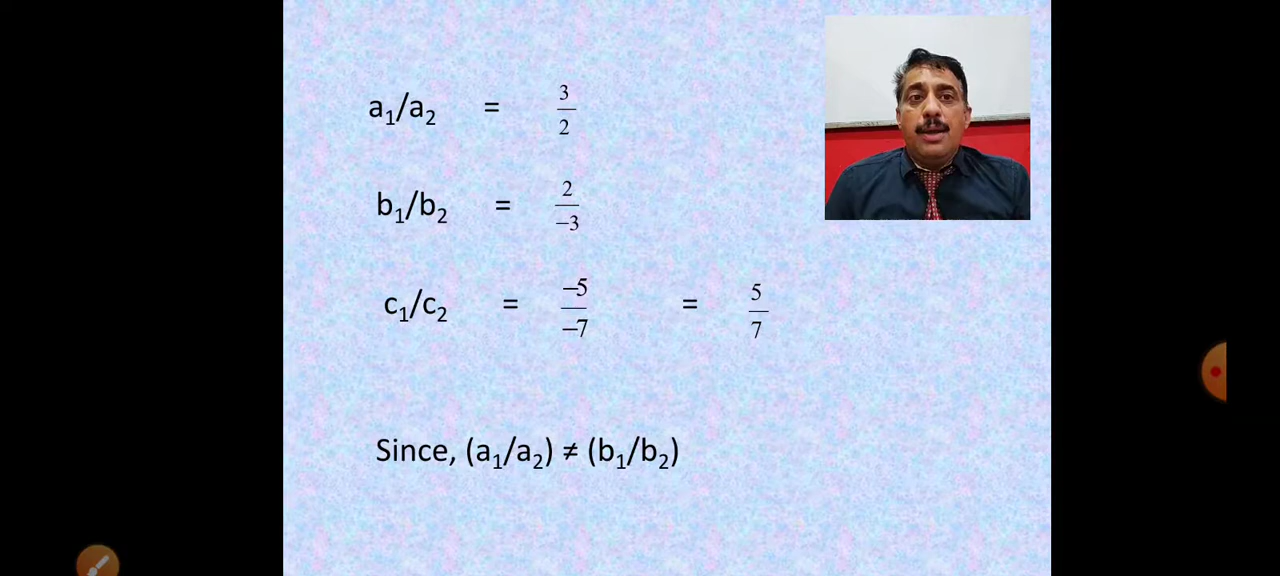 a₁/a₂ = 3/2
b₁/b₂ = 2/−3
c₁/c₂ = −5/−7 = 5/7
Since, (a₁/a₂) ≠ (b₁/b₂)